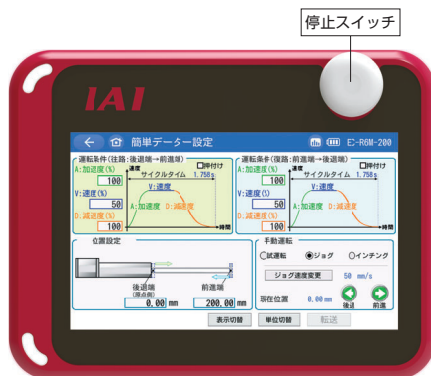 停止スイッチ
IAI
簡単データー設定
EC-R6M-200
運転条件(往路:後退端→前進端)
A:加速度(%)
100
V:速度(%)
50
D:減速度(%)
100
速度
□押付け
サイクルタイム 1.758s
V:速度
A:加速度 D:減速度
時間
運転条件(復路:前進端→後退端)
A:加速度(%)
100
V:速度(%)
50
D:減速度(%)
100
速度
□押付け
サイクルタイム 1.758s
V:速度
A:加速度 D:減速度
時間
位置設定
後退端
(原点側)
0.00 mm
前進端
200.00 mm
手動運転
試運転 ジョグ インチング
ジョグ速度変更 50 mm/s
現在位置 0.00 mm
後退 前進
表示切替 単位切替 転送